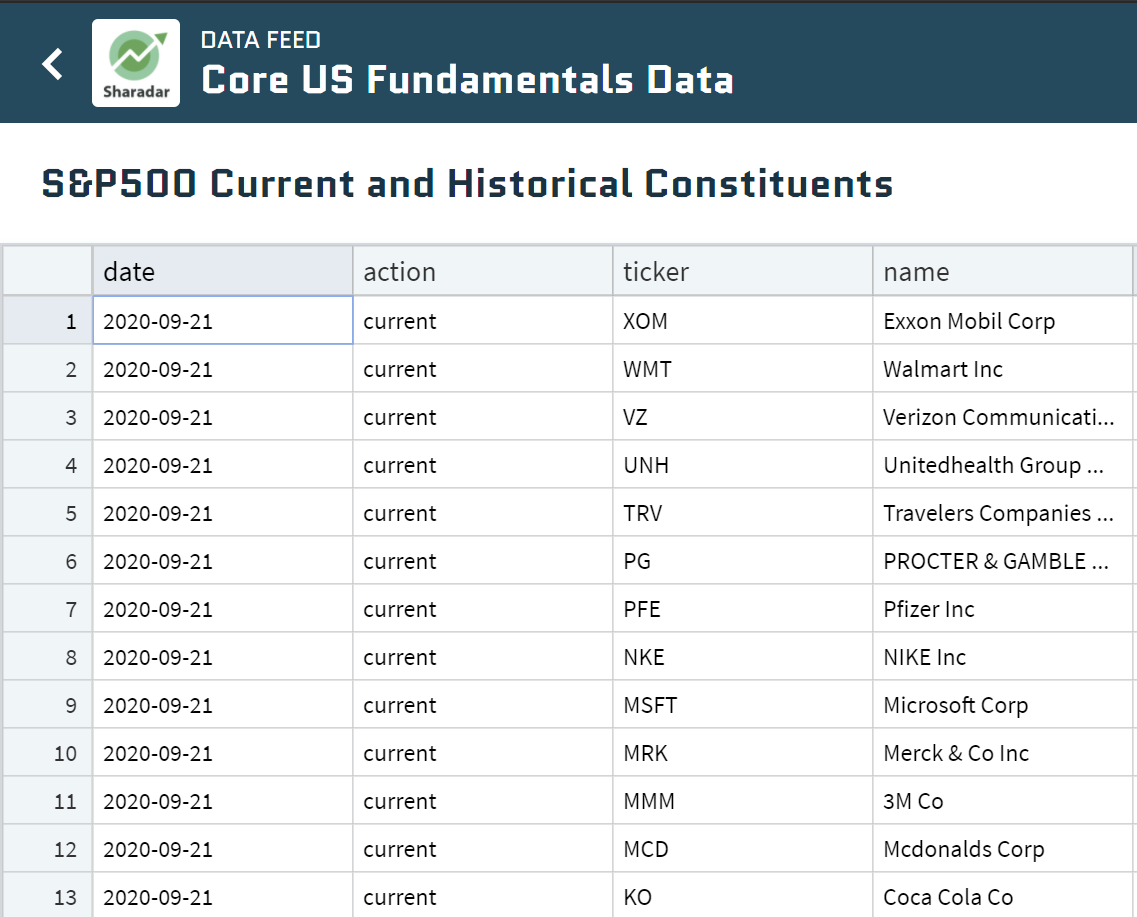 DATA FEED
Core US Fundamentals Data
Sharadar
S&P500 Current and Historical Constituents
date action ticker name
1 2020-09-21 current XOM Exxon Mobil Corp
2 2020-09-21 current WMT Walmart Inc
3 2020-09-21 current VZ Verizon Communicati...
4 2020-09-21 current UNH Unitedhealth Group ...
5 2020-09-21 current TRV Travelers Companies ...
6 2020-09-21 current PG PROCTER & GAMBLE ...
7 2020-09-21 current PFE Pfizer Inc
8 2020-09-21 current NKE NIKE Inc
9 2020-09-21 current MSFT Microsoft Corp
10 2020-09-21 current MRK Merck & Co Inc
11 2020-09-21 current MMM 3M Co
12 2020-09-21 current MCD Mcdonalds Corp
13 2020-09-21 current KO Coca Cola Co